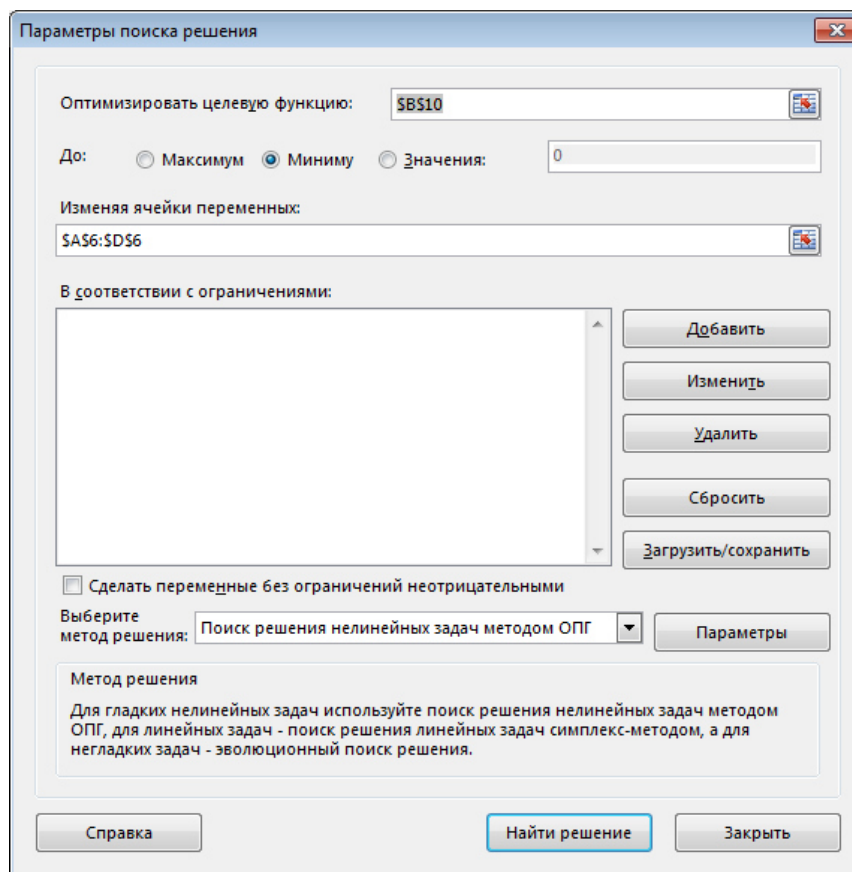 Параметры поиска решения
Оптимизировать целевую функцию: $B$10
До: Максимум Миниму Значения: 0
Изменяя ячейки переменных:
$A$6:$D$6
В соответствии с ограничениями:
Добавить
Изменить
Удалить
Сбросить
Загрузить/сохранить
Сделать переменные без ограничений неотрицательными
Выберите
метод решения: Поиск решения нелинейных задач методом ОПГ Параметры
Метод решения
Для гладких нелинейных задач используйте поиск решения нелинейных задач методом
ОПГ, для линейных задач - поиск решения линейных задач симплекс-методом, а для
негладких задач - эволюционный поиск решения.
Справка Найти решение Закрыть